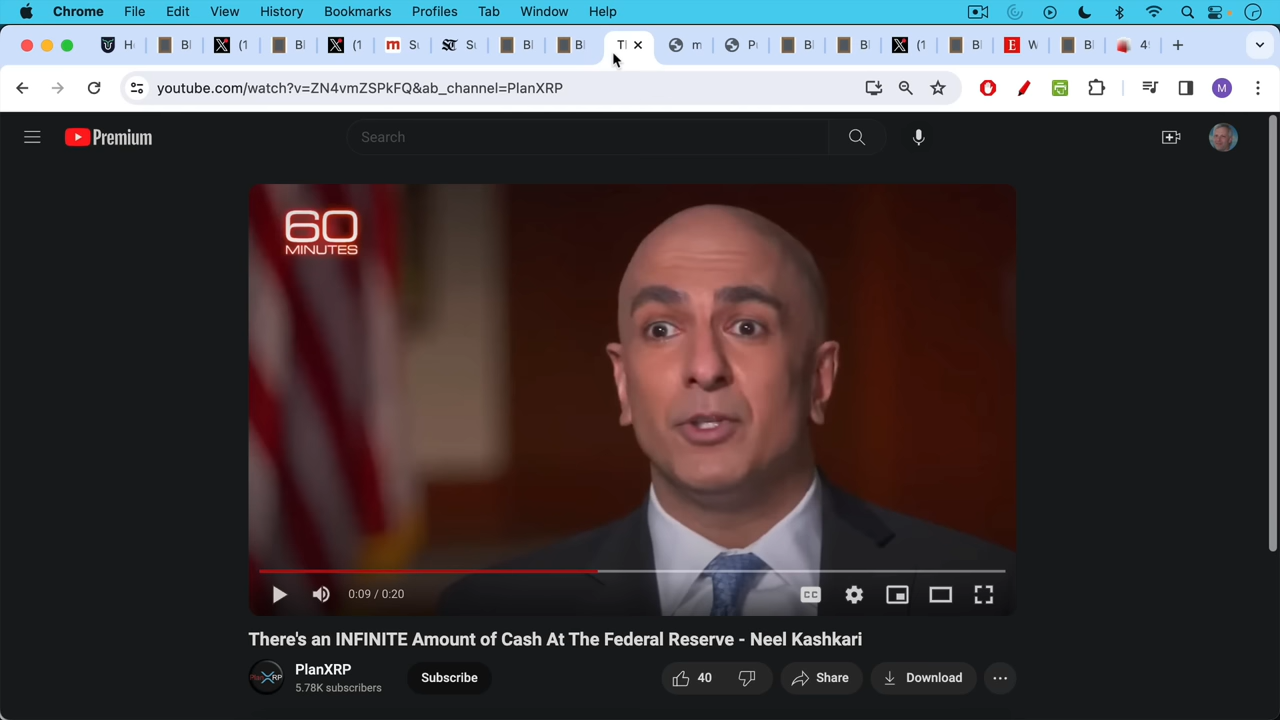 Chrome File Edit View History Bookmarks Profiles Tab Window Help
youtube.com/watch?v=ZN4vmZSPkFQ&ab_channel=PlanXRP
Premium
Search
60
MINUTES
0:09 / 0:20
CC
There's an INFINITE Amount of Cash At The Federal Reserve - Neel Kashkari
PlanXRP
5.78K subscribers
Subscribe
40
Share
Download
M